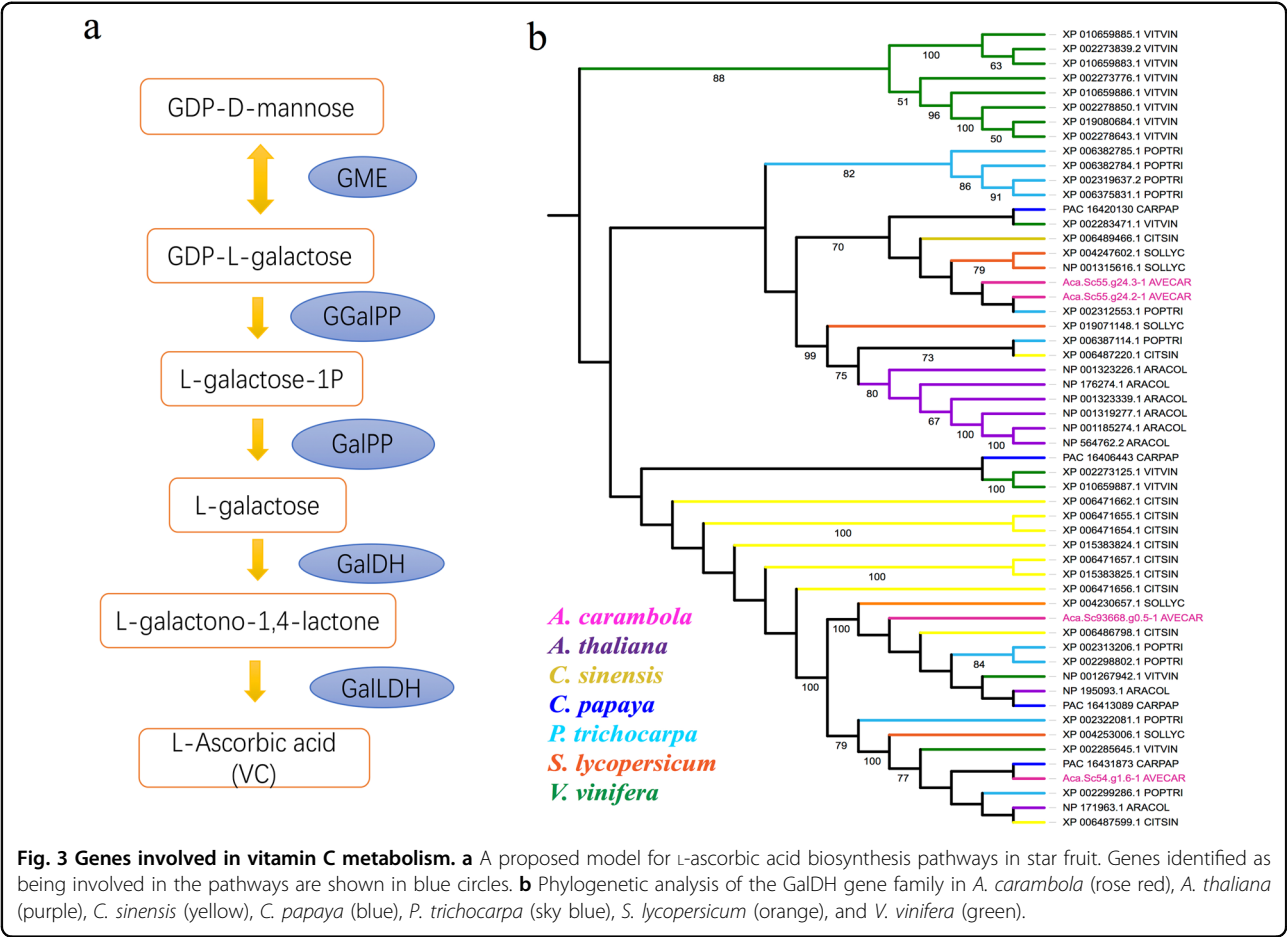 a
GDP-D-mannose
GME
GDP-L-galactose
GGalPP
L-galactose-1P
GalPP
L-galactose
GalDH
L-galactono-1,4-lactone
GalLDH
L-Ascorbic acid
(VC)
b
XP 010659885.1 VITVIN
XP 002273839.2 VITVIN
XP 010659883.1 VITVIN
XP 002273776.1 VITVIN
XP 010659886.1 VITVIN
XP 002278850.1 VITVIN
XP 019080684.1 VITVIN
XP 002278643.1 VITVIN
XP 006382785.1 POPTRI
XP 006382784.1 POPTRI
XP 002319637.2 POPTRI
XP 006375831.1 POPTRI
PAC 16420130 CARPAP
XP 002283471.1 VITVIN
XP 006489466.1 CITSIN
XP 004247602.1 SOLLYC
NP 001315616.1 SOLLYC
Aca.Sc55.g24.3-1 AVECAR
Aca.Sc55.g24.2-1 AVECAR
XP 002312553.1 POPTRI
XP 019071148.1 SOLLYC
XP 006387114.1 POPTRI
XP 006487220.1 CITSIN
NP 001323226.1 ARACOL
NP 176274.1 ARACOL
NP 001323339.1 ARACOL
NP 001319277.1 ARACOL
NP 001185274.1 ARACOL
NP 564762.2 ARACOL
PAC 16406443 CARPAP
XP 002273125.1 VITVIN
XP 010659887.1 VITVIN
XP 006471662.1 CITSIN
XP 006471655.1 CITSIN
XP 006471654.1 CITSIN
XP 015383824.1 CITSIN
XP 006471657.1 CITSIN
XP 015383825.1 CITSIN
XP 006471656.1 CITSIN
XP 004230657.1 SOLLYC
Aca.Sc93668.g0.5-1 AVECAR
XP 006486798.1 CITSIN
XP 002313206.1 POPTRI
XP 002298802.1 POPTRI
NP 001267942.1 VITVIN
NP 195093.1 ARACOL
PAC 16413089 CARPAP
XP 002322081.1 POPTRI
XP 004253006.1 SOLLYC
XP 002285645.1 VITVIN
PAC 16431873 CARPAP
Aca.Sc54.g1.6-1 AVECAR
XP 002299286.1 POPTRI
NP 171963.1 ARACOL
XP 006487599.1 CITSIN
88
100
63
51
96
100
50
82
86
91
70
79
99
73
75
80
67
100
100
100
100
100
100
84
100
79
100
77
A. carambola
A. thaliana
C. sinensis
C. papaya
P. trichocarpa
S. lycopersicum
V. vinifera
Fig. 3 Genes involved in vitamin C metabolism. a A proposed model for L-ascorbic acid biosynthesis pathways in star fruit. Genes identified as
being involved in the pathways are shown in blue circles. b Phylogenetic analysis of the GalDH gene family in A. carambola (rose red), A. thaliana
(purple), C. sinensis (yellow), C. papaya (blue), P. trichocarpa (sky blue), S. lycopersicum (orange), and V. vinifera (green).